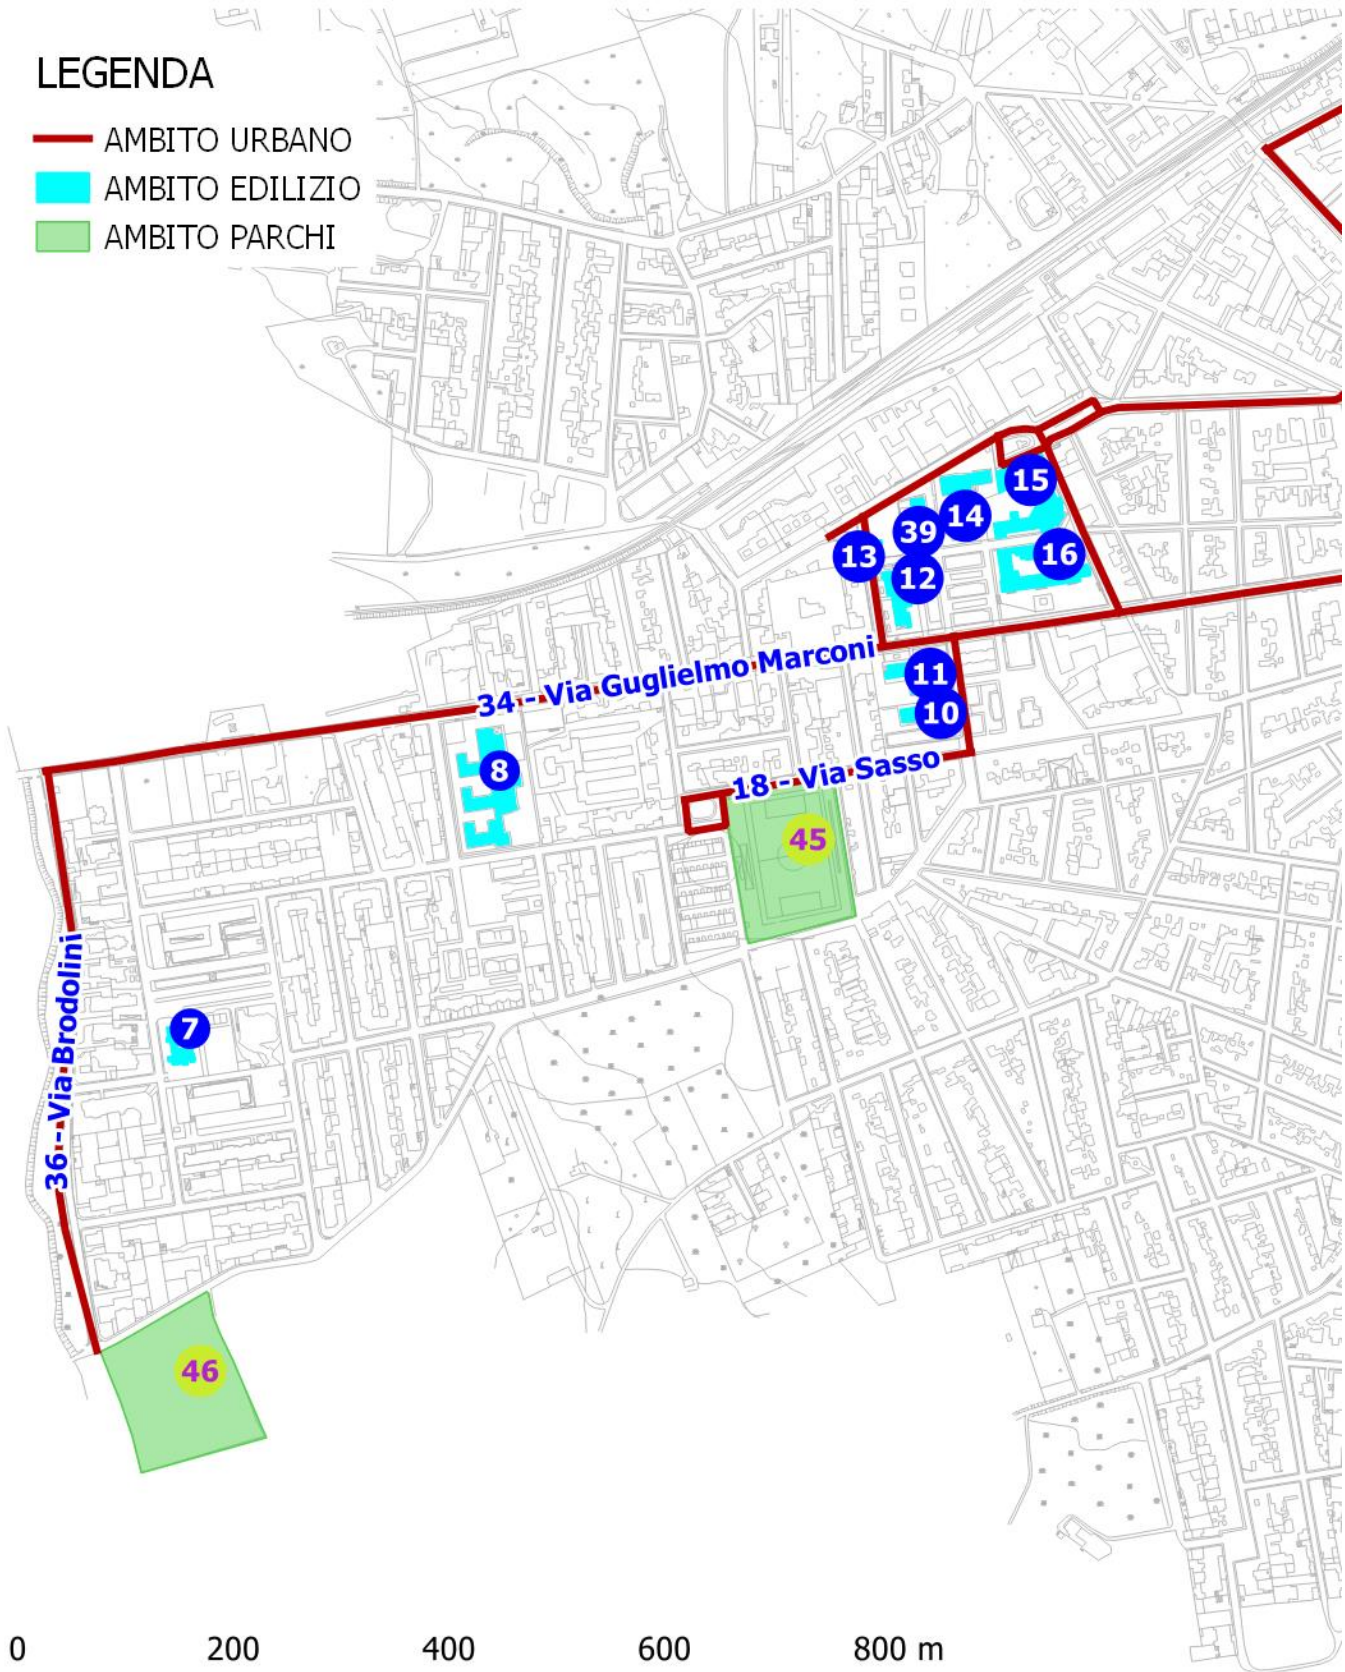 LEGENDA
AMBITO URBANO
AMBITO EDILIZIO
AMBITO PARCHI
15
14
39
13
16
12
34 - Via Guglielmo Marconi
11
10
18 - Via Sasso
8
45
36 - Via Brodolini
7
46
0 200 400 600 800 m